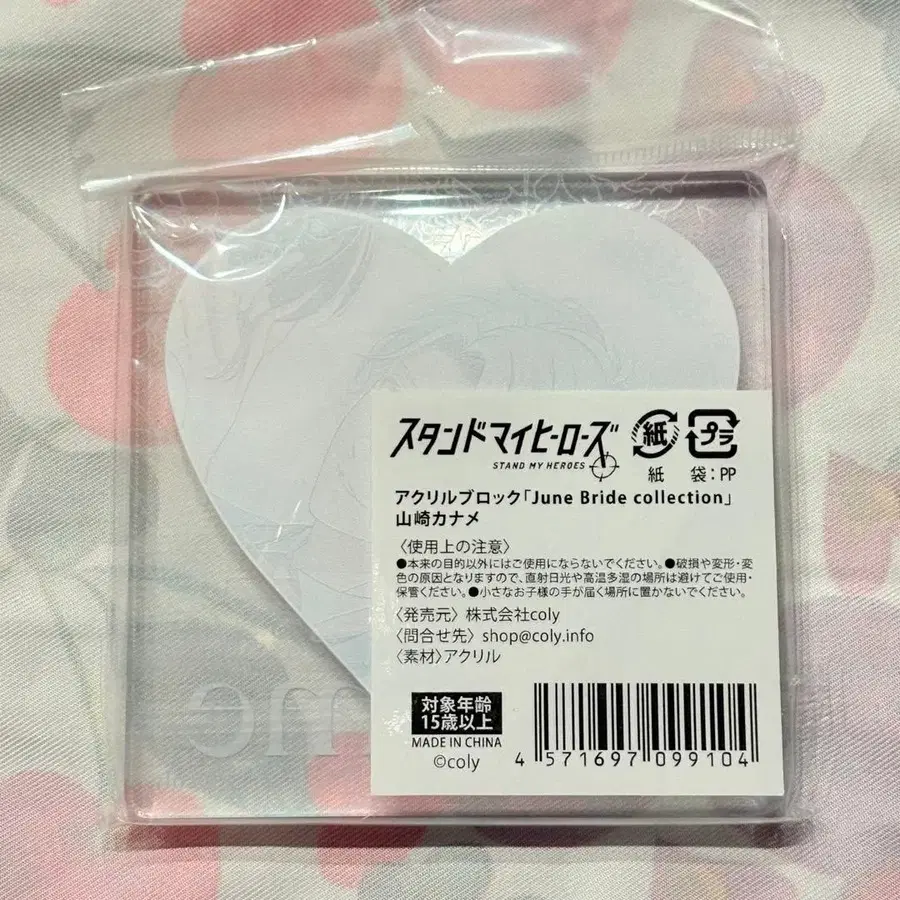 スタンドマイヒーローズ
STAND MY HEROES
紙
プラ
紙 袋:PP
アクリルブロック「June Bride collection」
山崎カナメ
〈使用上の注意〉
●本来の目的以外にはご使用にならないでください。●破損や変形・変
色の原因となりますので、直射日光や高温多湿の場所は避けてご使用・
保管ください。●小さなお子様の手が届く場所に置かないでください。
〈発売元〉株式会社coly
〈問合せ先〉shop@coly.info
〈素材〉アクリル
対象年齢
15歳以上
MADE IN CHINA
©coly
4 571697 099104